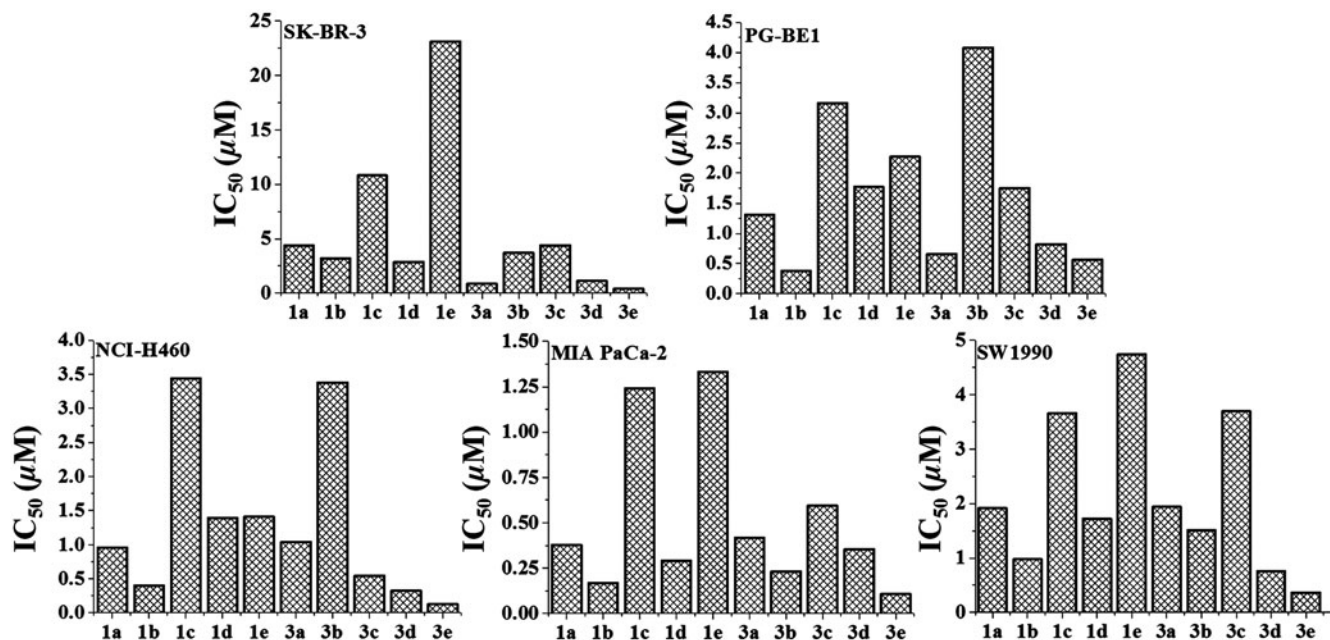 SK-BR-3
IC50 (μM)
25
20
15
10
5
0
1a 1b 1c 1d 1e 3a 3b 3c 3d 3e
PG-BE1
IC50 (μM)
4.5
4.0
3.5
3.0
2.5
2.0
1.5
1.0
0.5
0.0
1a 1b 1c 1d 1e 3a 3b 3c 3d 3e
NCI-H460
IC50 (μM)
4.0
3.5
3.0
2.5
2.0
1.5
1.0
0.5
0.0
1a 1b 1c 1d 1e 3a 3b 3c 3d 3e
MIA PaCa-2
IC50 (μM)
1.50
1.25
1.00
0.75
0.50
0.25
0.00
1a 1b 1c 1d 1e 3a 3b 3c 3d 3e
SW1990
IC50 (μM)
5
4
3
2
1
0
1a 1b 1c 1d 1e 3a 3b 3c 3d 3e